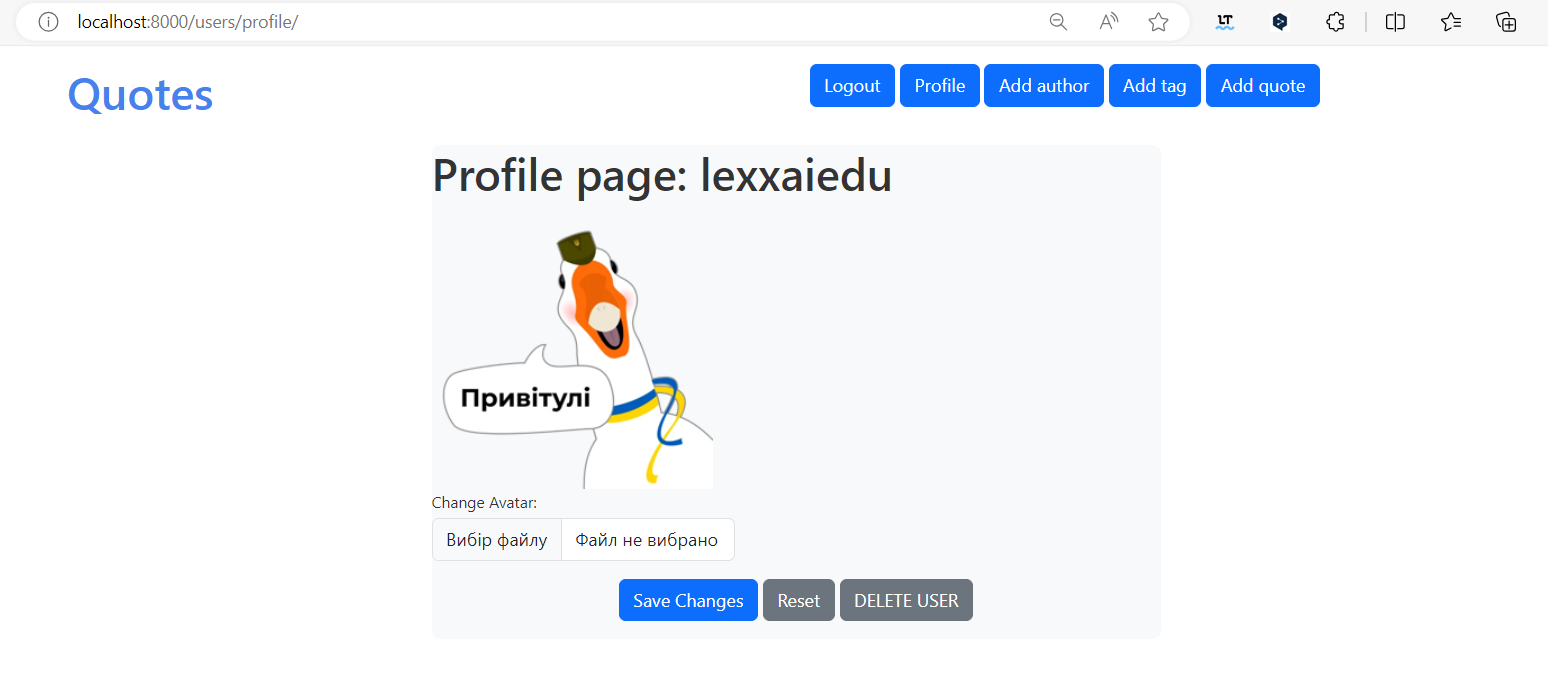 localhost:8000/users/profile/
LT
Quotes
Logout Profile Add author Add tag Add quote
Profile page: lexxaiedu
Привітулі
Change Avatar:
Вибір файлу Файл не вибрано
Save Changes Reset DELETE USER